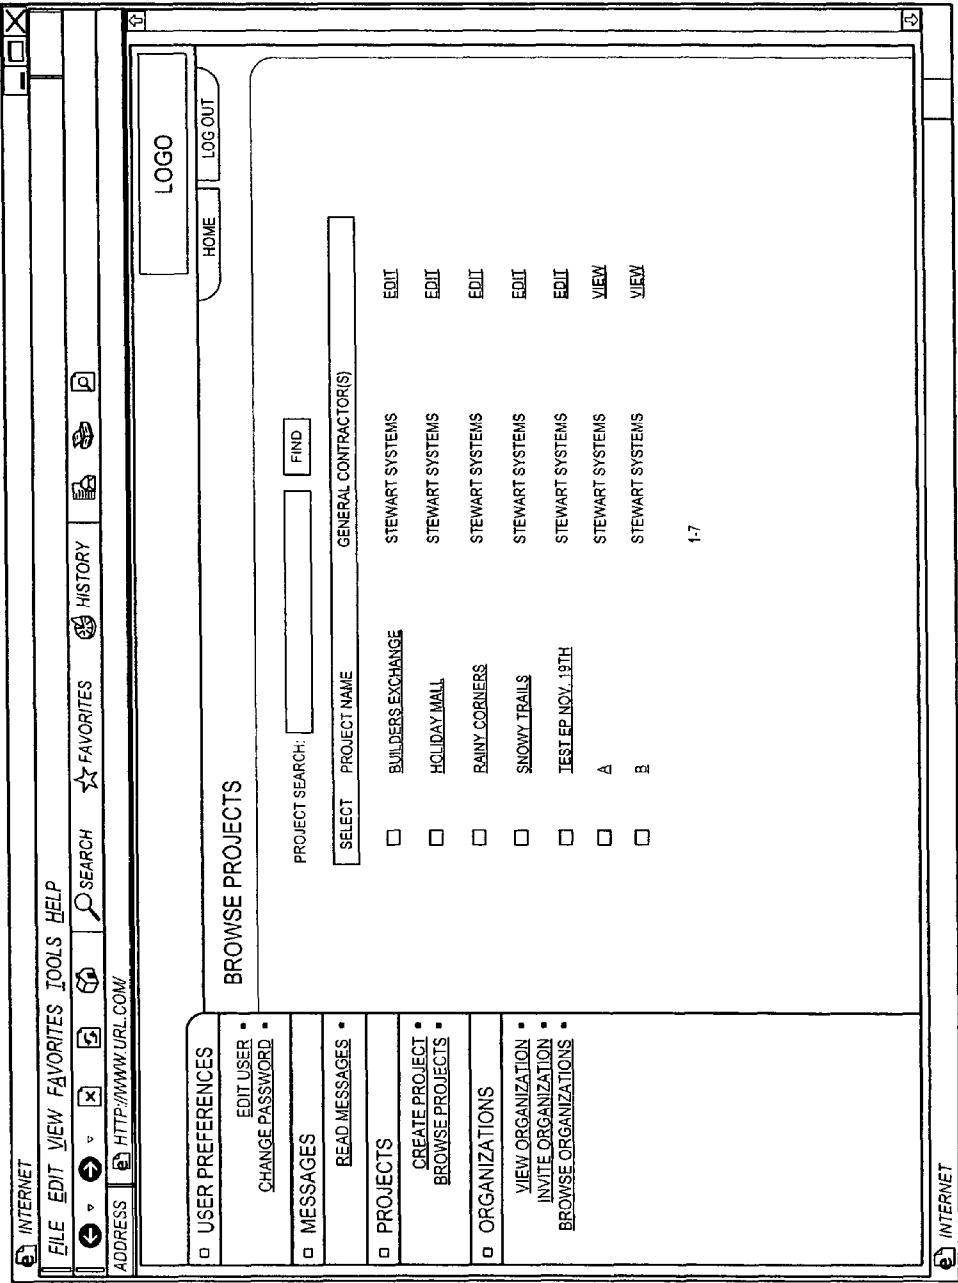 INTERNET
FILE EDIT VIEW FAVORITES TOOLS HELP
SEARCH FAVORITES HISTORY
ADDRESS HTTP://WWW.URL.COM/
LOGO
HOME LOG OUT
USER PREFERENCES
EDIT USER
CHANGE PASSWORD
MESSAGES
READ MESSAGES
PROJECTS
CREATE PROJECT
BROWSE PROJECTS
ORGANIZATIONS
VIEW ORGANIZATION
INVITE ORGANIZATION
BROWSE ORGANIZATIONS
BROWSE PROJECTS
PROJECT SEARCH: FIND
SELECT PROJECT NAME GENERAL CONTRACTOR(S)
BUILDERS EXCHANGE STEWART SYSTEMS EDIT
HOLIDAY MALL STEWART SYSTEMS EDIT
RAINY CORNERS STEWART SYSTEMS EDIT
SNOWY TRAILS STEWART SYSTEMS EDIT
TEST EP NOV. 19TH STEWART SYSTEMS EDIT
A STEWART SYSTEMS VIEW
B STEWART SYSTEMS VIEW
1-7
INTERNET